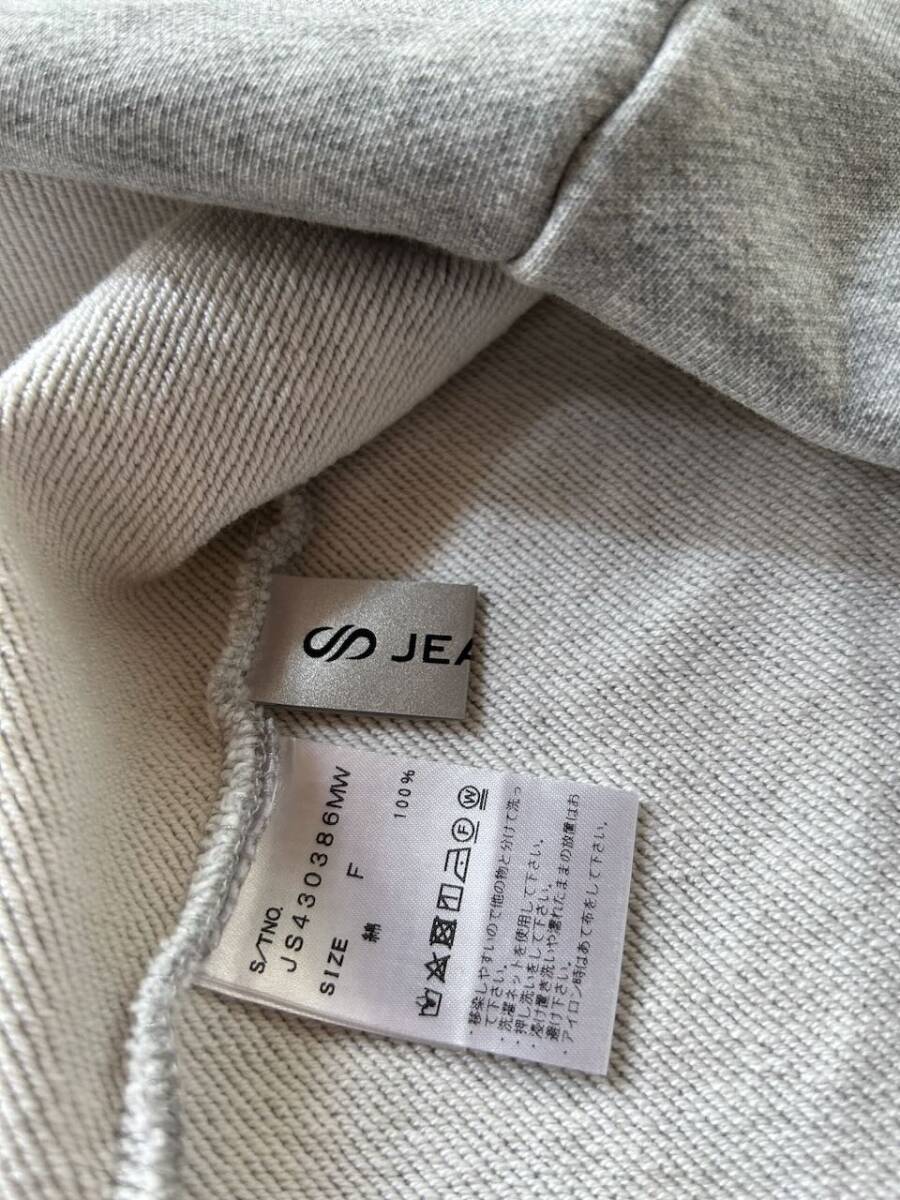 JEA
S/TNO.
JS430386MW
SIZE F
綿 100%
F
W
・移染しやすいので他の物と分けて洗っ
て下さい。
・洗濯ネットを使用して下さい。
・押し洗いをして下さい。
・浸け置き洗いや濡れたままの放置はお
避け下さい。
・アイロン時はあて布をして下さい。